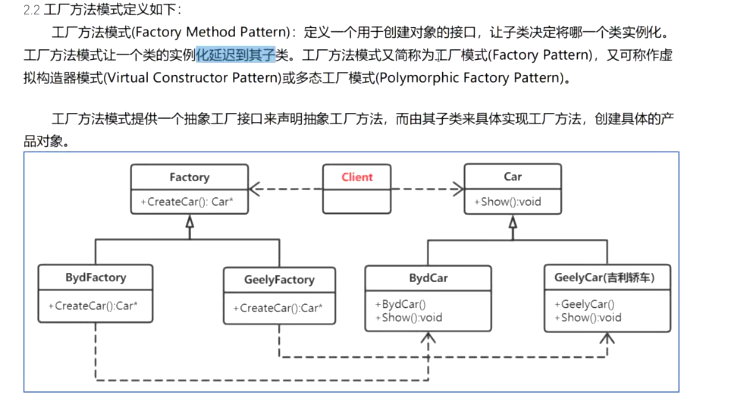 2.2 工厂方法模式定义如下：
工厂方法模式(Factory Method Pattern)：定义一个用于创建对象的接口，让子类决定将哪一个类实例化。
工厂方法模式让一个类的实例化延迟到其子类。工厂方法模式又简称为工厂模式(Factory Pattern)，又可称作虚
拟构造器模式(Virtual Constructor Pattern)或多态工厂模式(Polymorphic Factory Pattern)。
工厂方法模式提供一个抽象工厂接口来声明抽象工厂方法，而由其子类来具体实现工厂方法，创建具体的产
品对象。
Factory
+CreateCar(): Car*
Client
Car
+Show():void
BydFactory
+CreateCar():Car*
GeelyFactory
+CreateCar():Car*
BydCar
+BydCar()
+Show():void
GeelyCar(吉利轿车)
+GeelyCar()
+Show():void